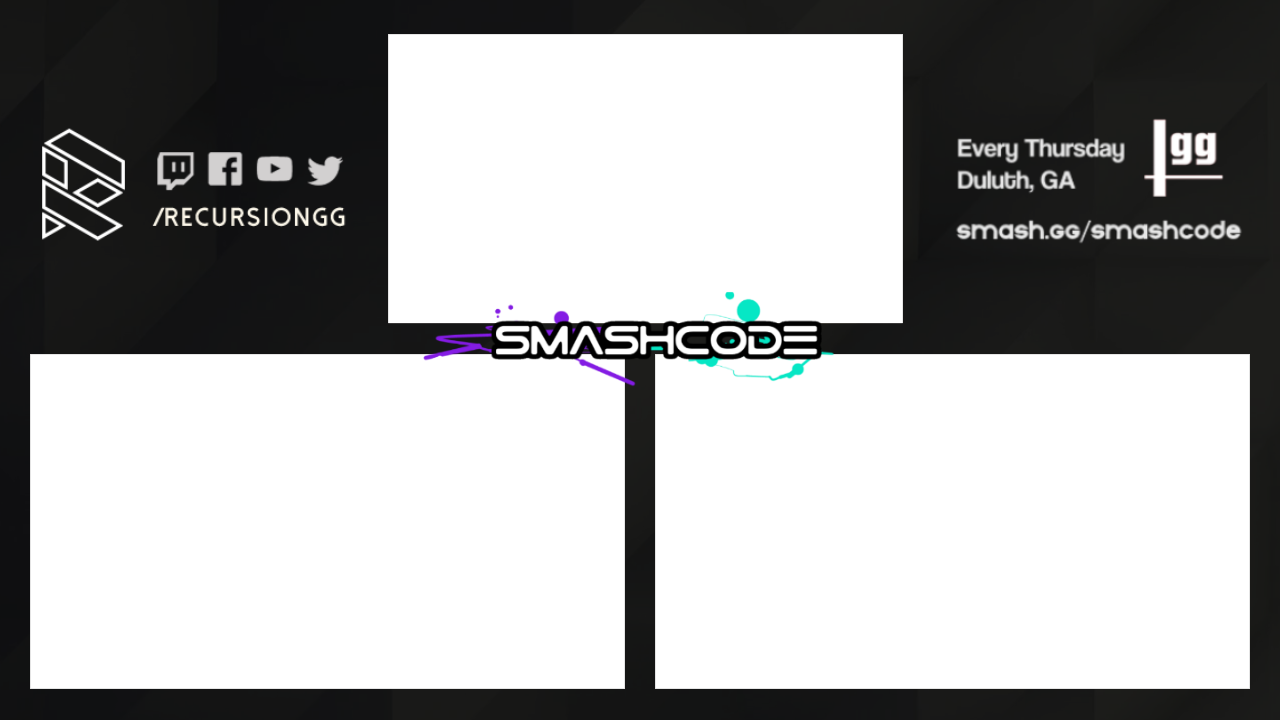 /RECURSIONGG
Every Thursday
Duluth, GA
gg
smash.gg/smashcode
SMASHCODE